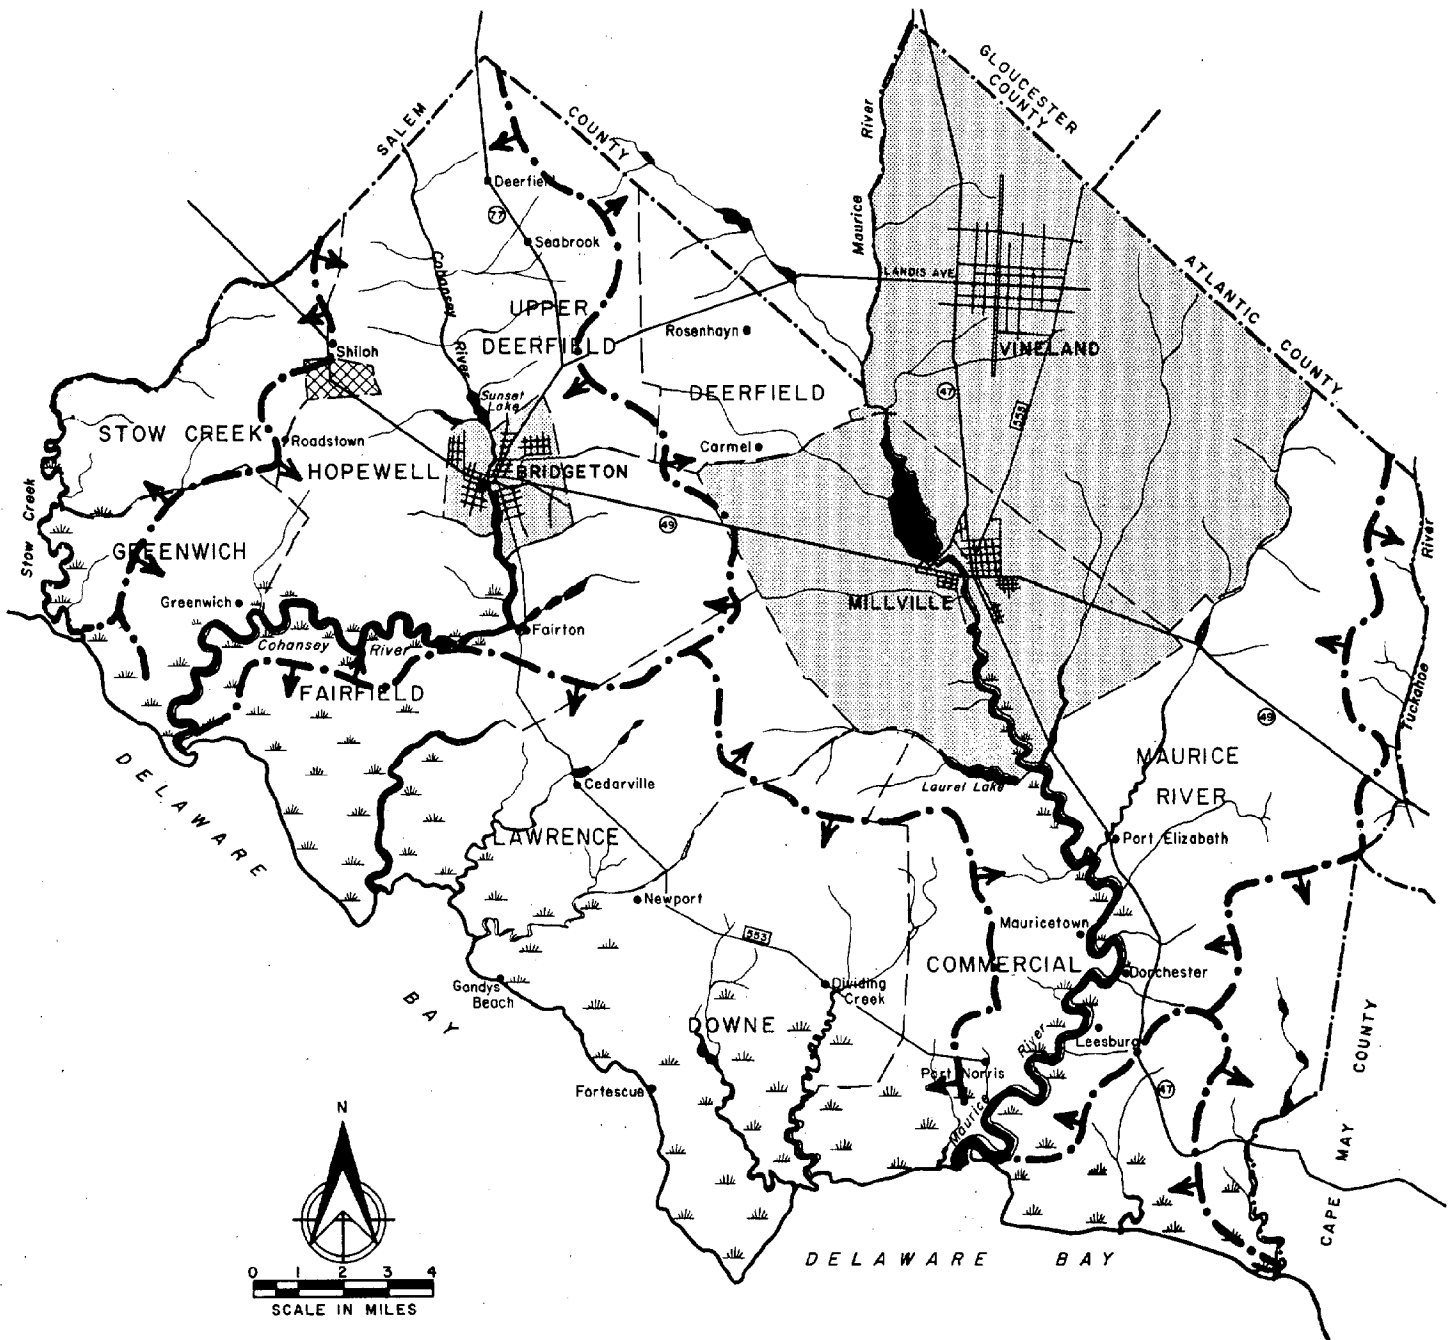 GLOUCESTER
COUNTY
SALEM
COUNTY
Maurice
River
Deerfield
77
Seabrook
Cohansey
River
LANDIS AVE.
ATLANTIC
COUNTY
UPPER
DEERFIELD
Rosenhayn
VINELAND
Shiloh
Sunset
Lake
DEERFIELD
47
555
STOW CREEK
Roadstown
HOPEWELL
BRIDGETON
Carmel
Stow Creek
49
GREENWICH
Tuckahoe
River
Greenwich
MILLVILLE
Fairton
Cohansey River
FAIRFIELD
49
MAURICE
RIVER
DELAWARE
BAY
Cedarville
Laurel Lake
LAWRENCE
Port Elizabeth
Newport
Mauricetown
553
COMMERCIAL
Dorchester
Gandys
Beach
Dividing
Creek
DOWNE
Leesburg
Maurice
River
Port Norris
Fortescue
47
CAPE MAY COUNTY
N
DELAWARE BAY
0 1 2 3 4
SCALE IN MILES